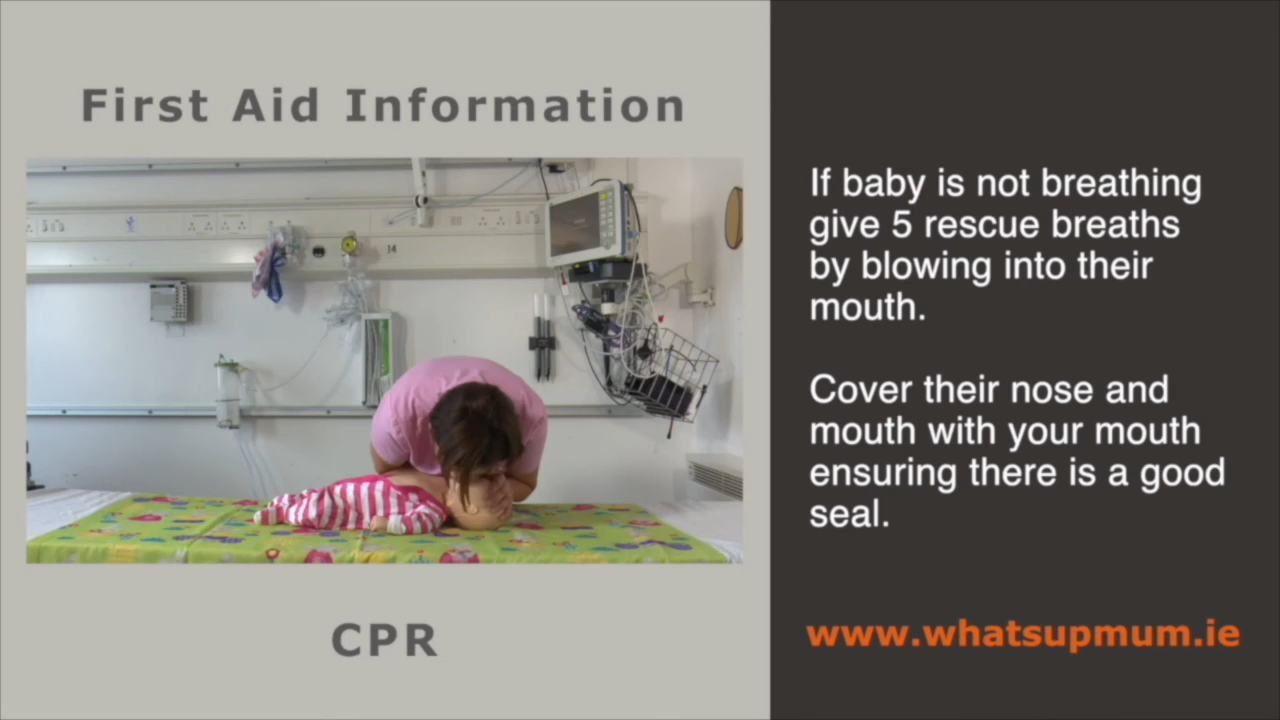 First Aid Information
14
CPR
If baby is not breathing
give 5 rescue breaths
by blowing into their
mouth.
Cover their nose and
mouth with your mouth
ensuring there is a good
seal.
www.whatsupmum.ie